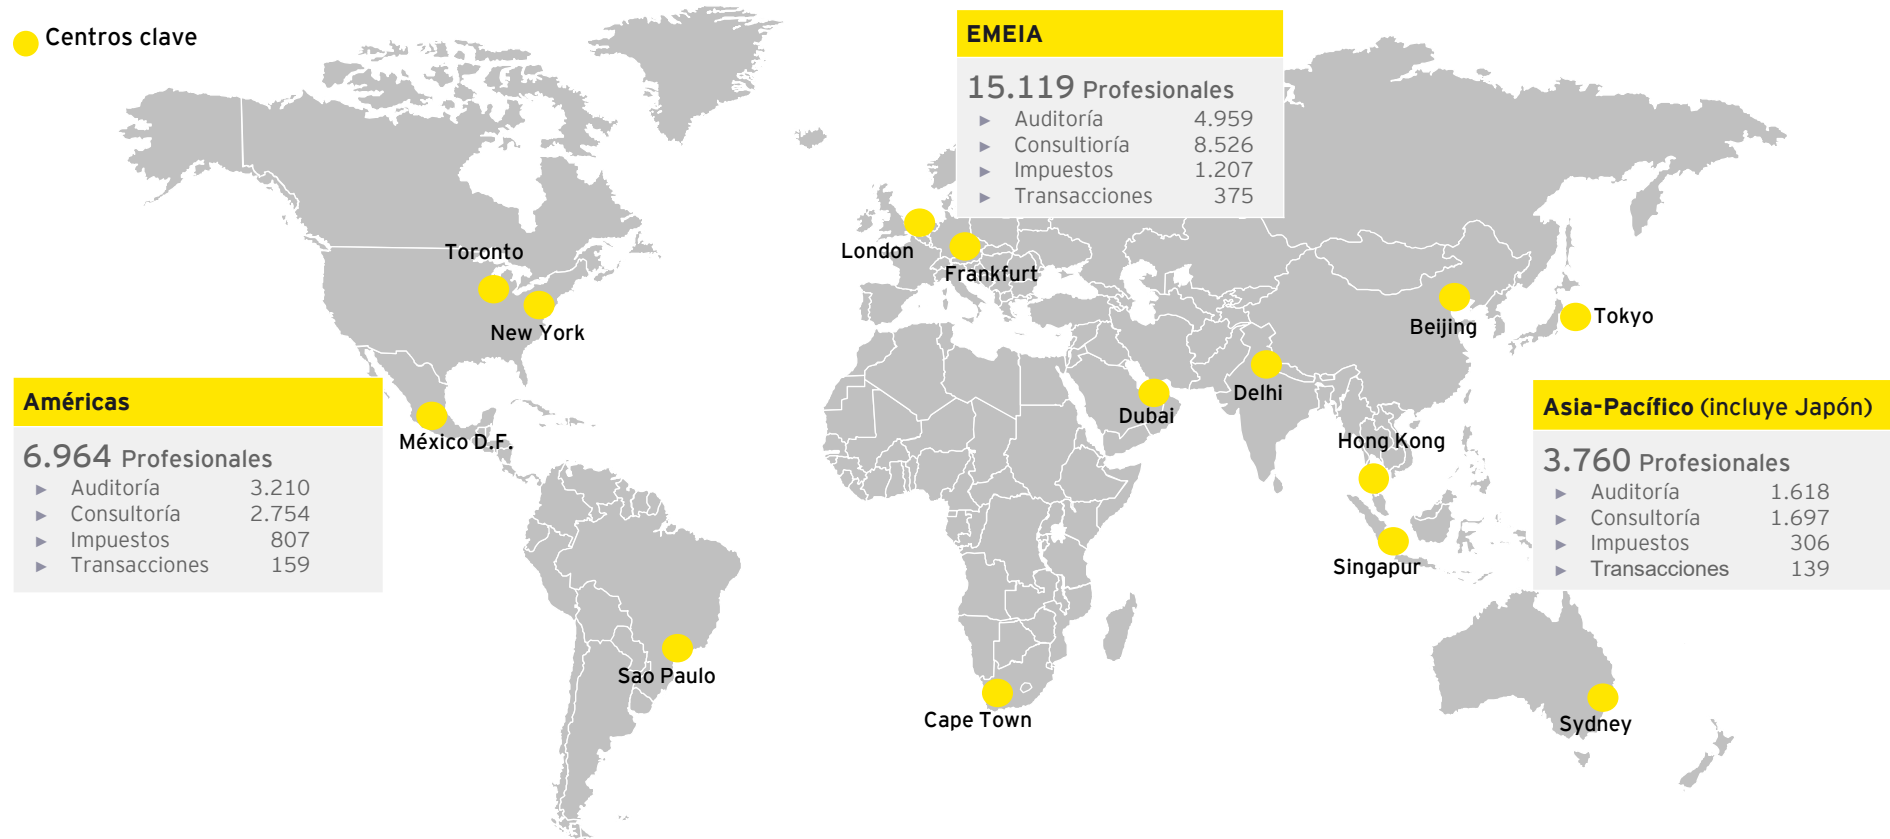 Centros clave
EMEIA
15.119 Profesionales
► Auditoría 4.959
► Consultioría 8.526
► Impuestos 1.207
► Transacciones 375
Toronto
New York
London
Frankfurt
Beijing
Tokyo
Delhi
Dubai
Américas
6.964 Profesionales
► Auditoría 3.210
► Consultoría 2.754
► Impuestos 807
► Transacciones 159
México D.F.
Hong Kong
Asia-Pacífico (incluye Japón)
3.760 Profesionales
► Auditoría 1.618
► Consultoría 1.697
► Impuestos 306
► Transacciones 139
Singapur
Sao Paulo
Cape Town
Sydney